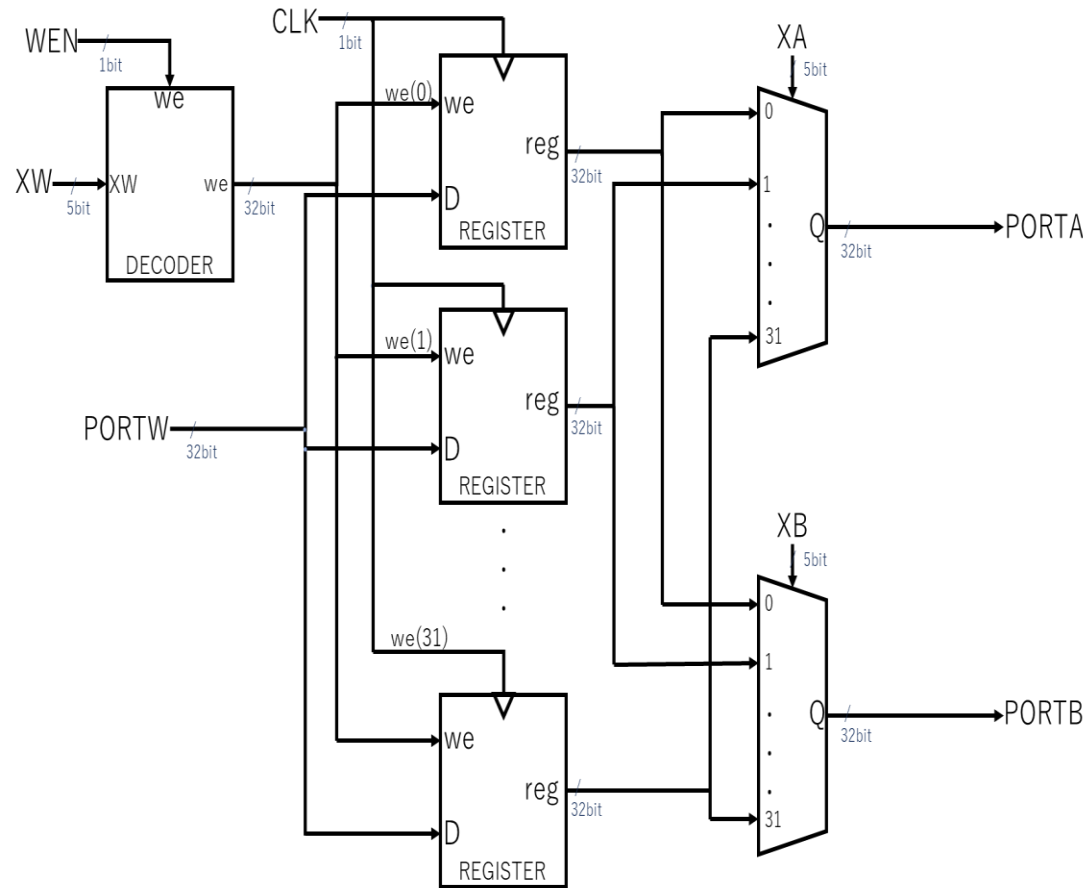 CLK
1bit
WEN
1bit
we
XW
5bit
XW
we
32bit
DECODER
we(0)
we
D
reg
32bit
REGISTER
we(1)
we
D
reg
32bit
REGISTER
PORTW
32bit
.
.
.
we(31)
we
D
reg
32bit
REGISTER
XA
5bit
0
1
.
.
.
31
Q
32bit
PORTA
XB
5bit
0
1
.
.
.
31
Q
32bit
PORTB